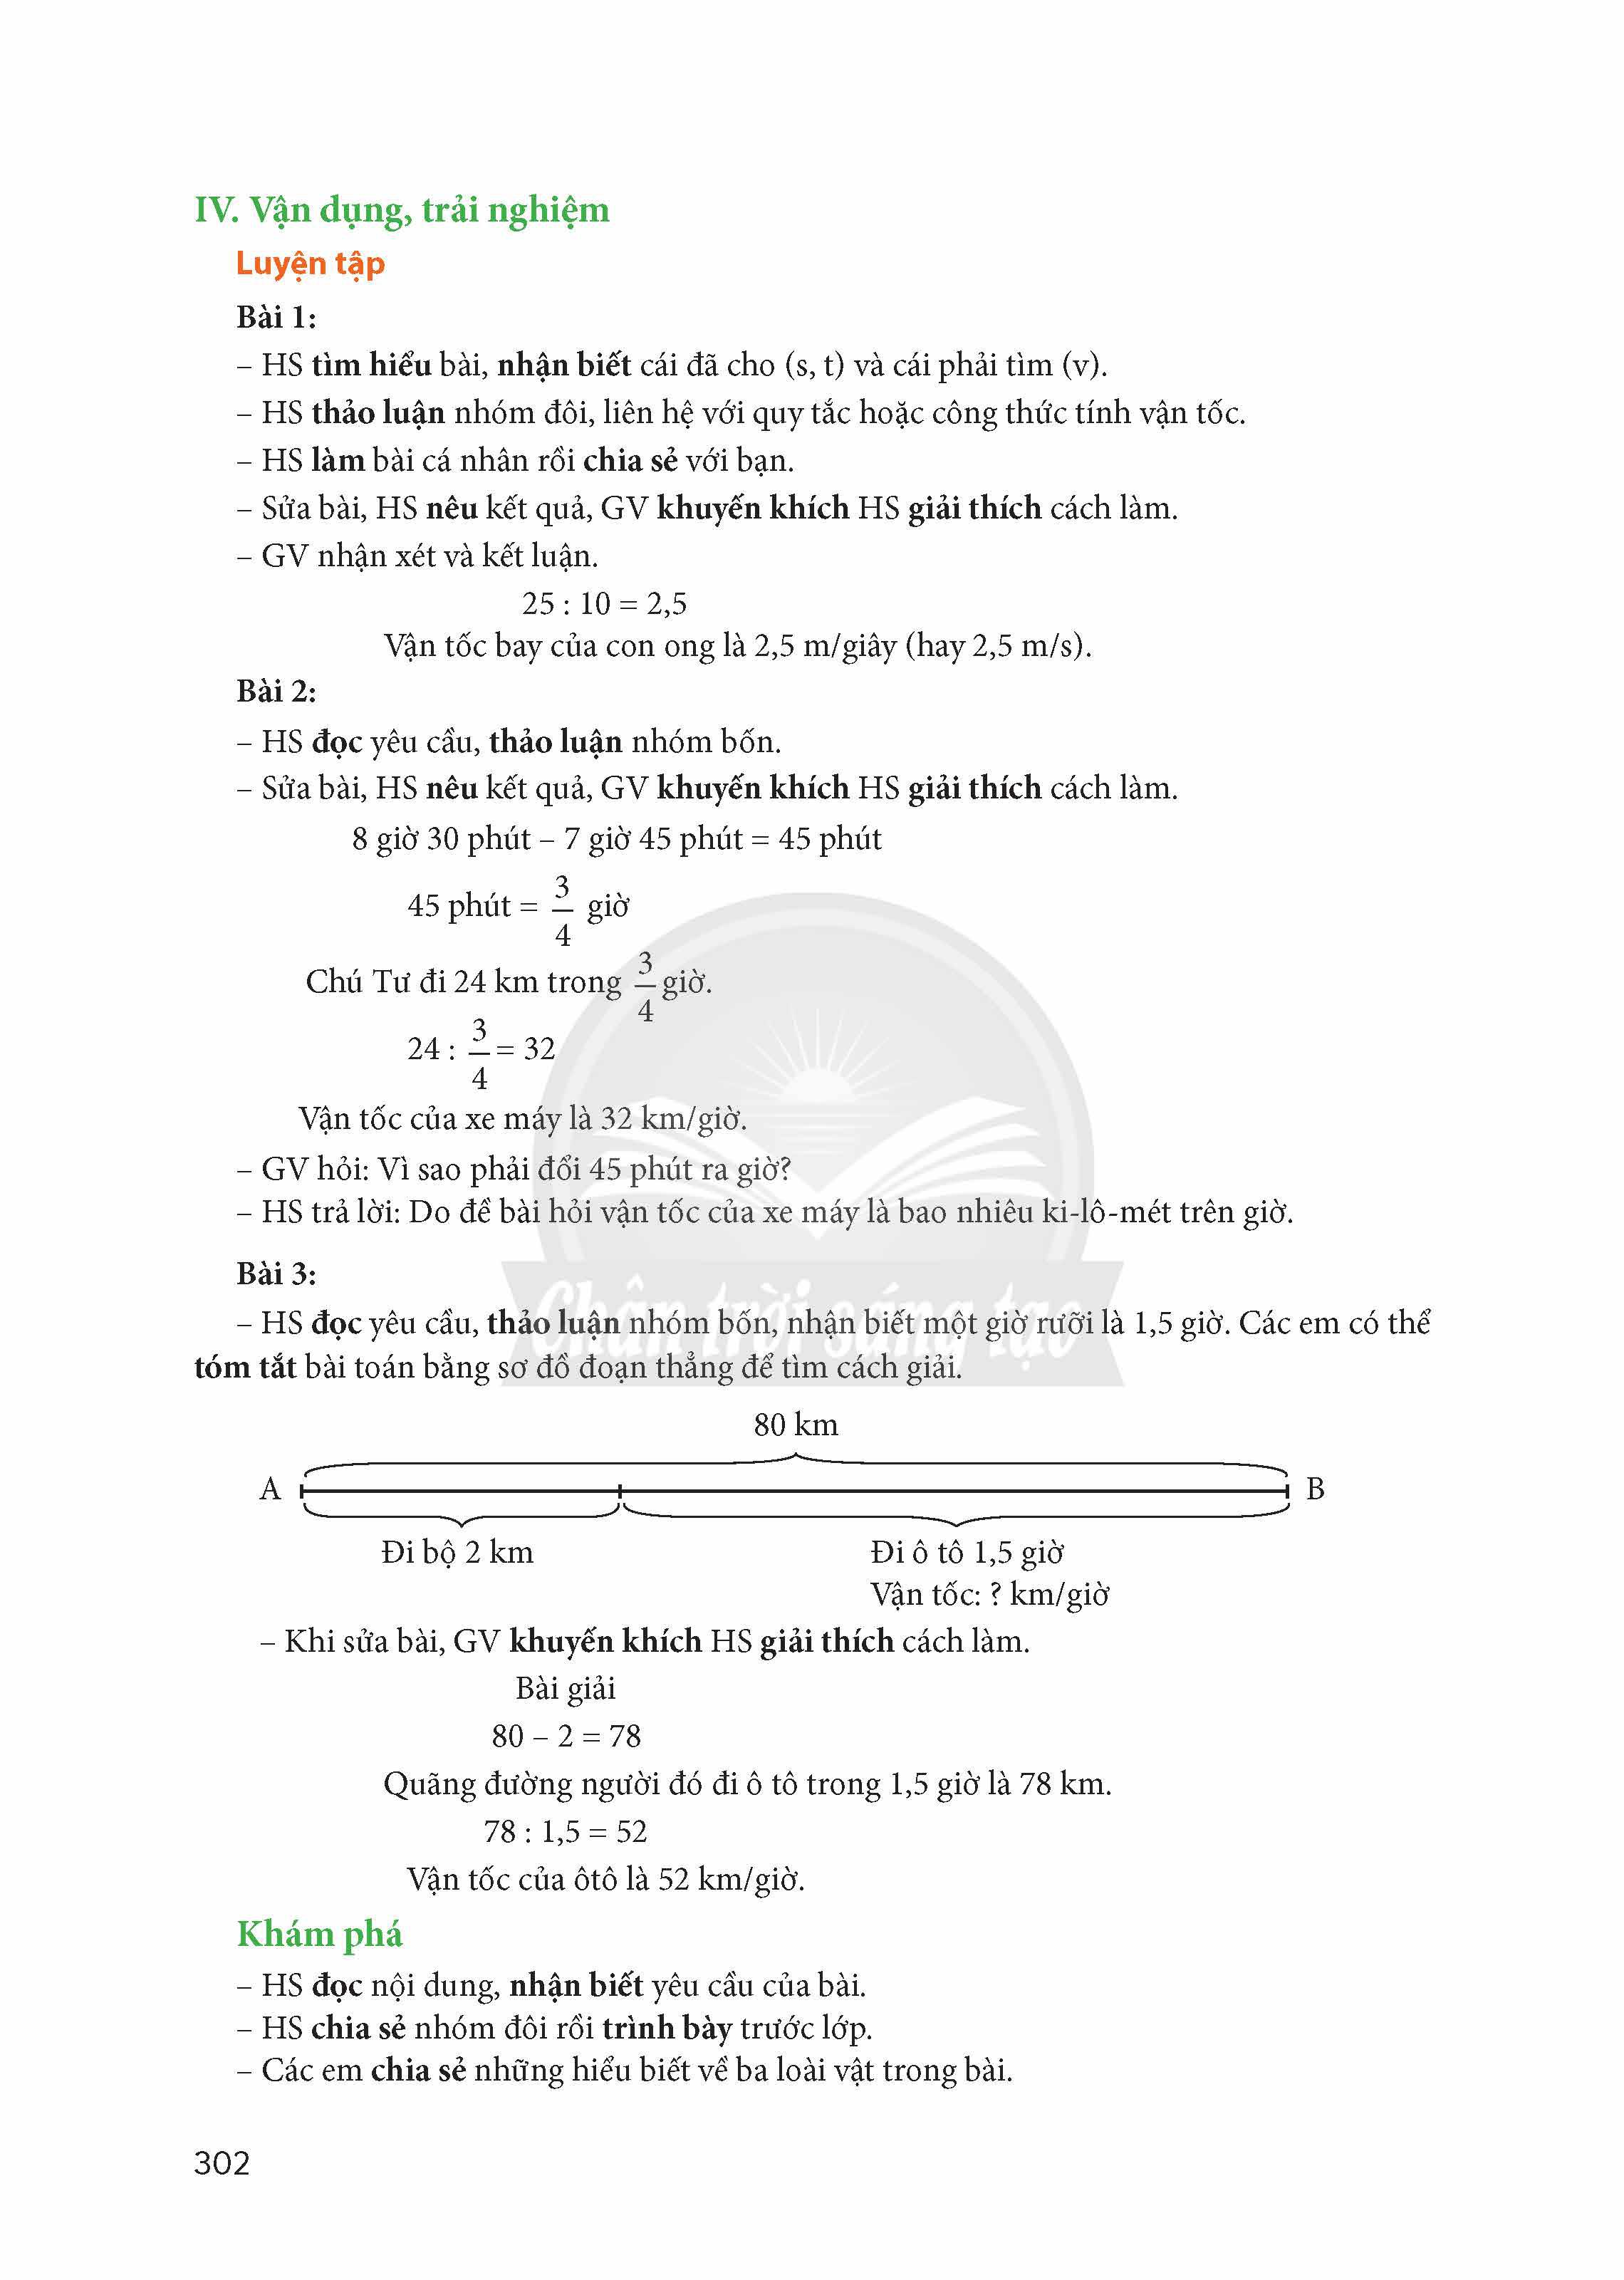 IV. Vận dụng, trải nghiệm
Luyện tập
Bài 1:
– HS tìm hiểu bài, nhận biết cái đã cho (s, t) và cái phải tìm (v).
– HS thảo luận nhóm đôi, liên hệ với quy tắc hoặc công thức tính vận tốc.
– HS làm bài cá nhân rồi chia sẻ với bạn.
– Sửa bài, HS nêu kết quả, GV khuyến khích HS giải thích cách làm.
– GV nhận xét và kết luận.
25 : 10 = 2,5
Vận tốc bay của con ong là 2,5 m/giây (hay 2,5 m/s).
Bài 2:
– HS đọc yêu cầu, thảo luận nhóm bốn.
– Sửa bài, HS nêu kết quả, GV khuyến khích HS giải thích cách làm.
8 giờ 30 phút – 7 giờ 45 phút = 45 phút
45 phút = 3/4 giờ
Chú Tư đi 24 km trong 3/4 giờ.
24 : 3/4 = 32
Vận tốc của xe máy là 32 km/giờ.
– GV hỏi: Vì sao phải đổi 45 phút ra giờ?
– HS trả lời: Do đề bài hỏi vận tốc của xe máy là bao nhiêu ki-lô-mét trên giờ.
Bài 3:
– HS đọc yêu cầu, thảo luận nhóm bốn, nhận biết một giờ rưỡi là 1,5 giờ. Các em có thể
tóm tắt bài toán bằng sơ đồ đoạn thẳng để tìm cách giải.
Chân trời sáng tạo
80 km
A B
Đi bộ 2 km Đi ô tô 1,5 giờ
Vận tốc: ? km/giờ
– Khi sửa bài, GV khuyến khích HS giải thích cách làm.
Bài giải
80 – 2 = 78
Quãng đường người đó đi ô tô trong 1,5 giờ là 78 km.
78 : 1,5 = 52
Vận tốc của ôtô là 52 km/giờ.
Khám phá
– HS đọc nội dung, nhận biết yêu cầu của bài.
– HS chia sẻ nhóm đôi rồi trình bày trước lớp.
– Các em chia sẻ những hiểu biết về ba loài vật trong bài.
302